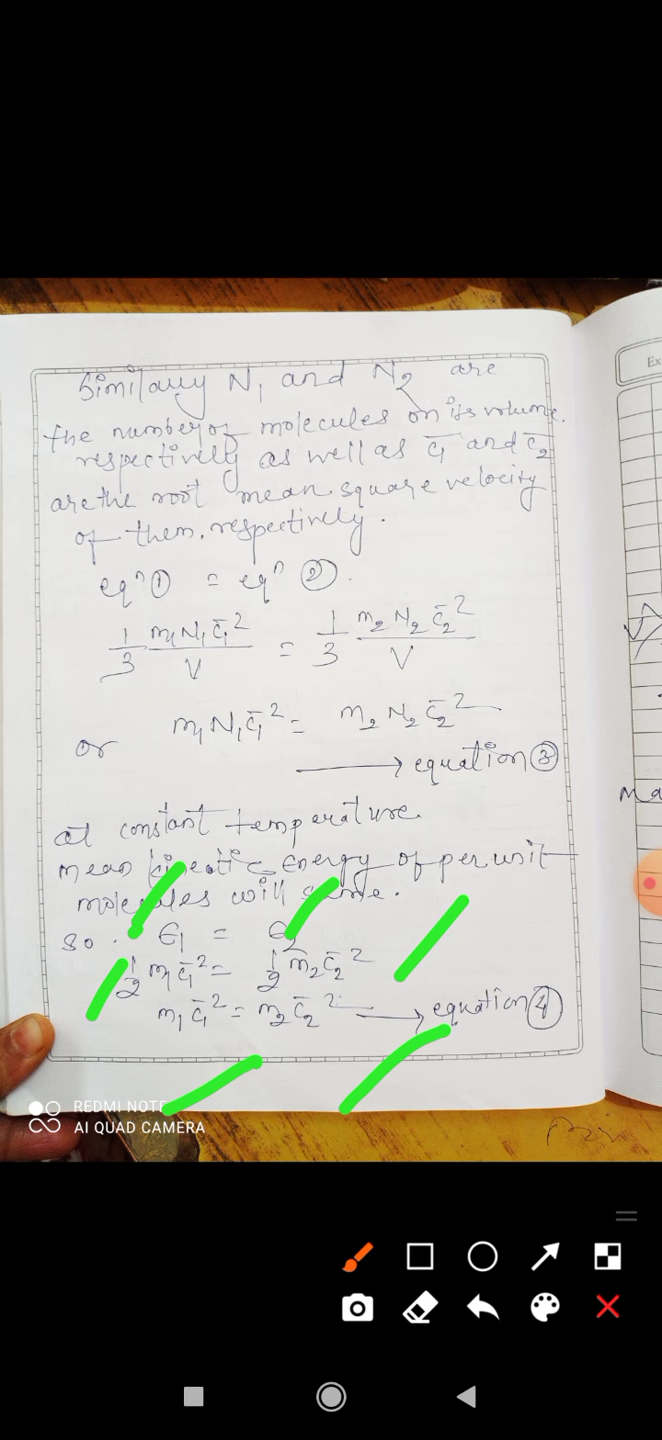 Similarly N₁ and N₂ are
the number of molecules on its volume.
respectively as well as c̄₁ and c̄₂
are the root mean square velocity
of them. respectively.
eqⁿ ① = eqⁿ ②.
1/3 m₁N₁c̄₁²/V = 1/3 m₂N₂c̄₂²/V
or m₁N₁c̄₁² = m₂N₂c̄₂²
→ equation ③
at constant temperature.
mean kinetic energy of per unit
molecules will same.
so. ϵ₁ = ϵ₂
1/2 m₁c̄₁² = 1/2 m₂c̄₂²
m₁c̄₁² = m₂c̄₂² → equation ④
REDMI NOTE
AI QUAD CAMERA
Ex
Ma